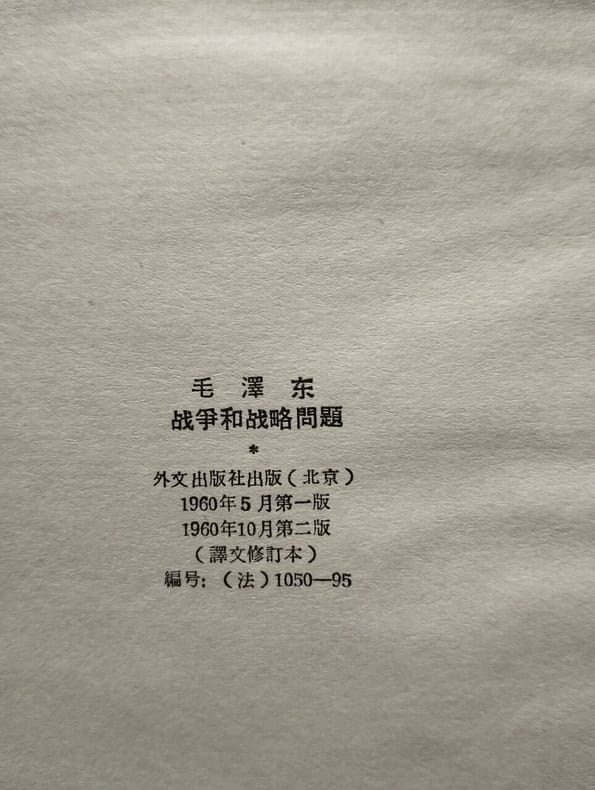 毛澤东
战爭和战略問題
*
外文出版社出版(北京)
1960年5月第一版
1960年10月第二版
(譯文修訂本)
編号:(法)1050—95